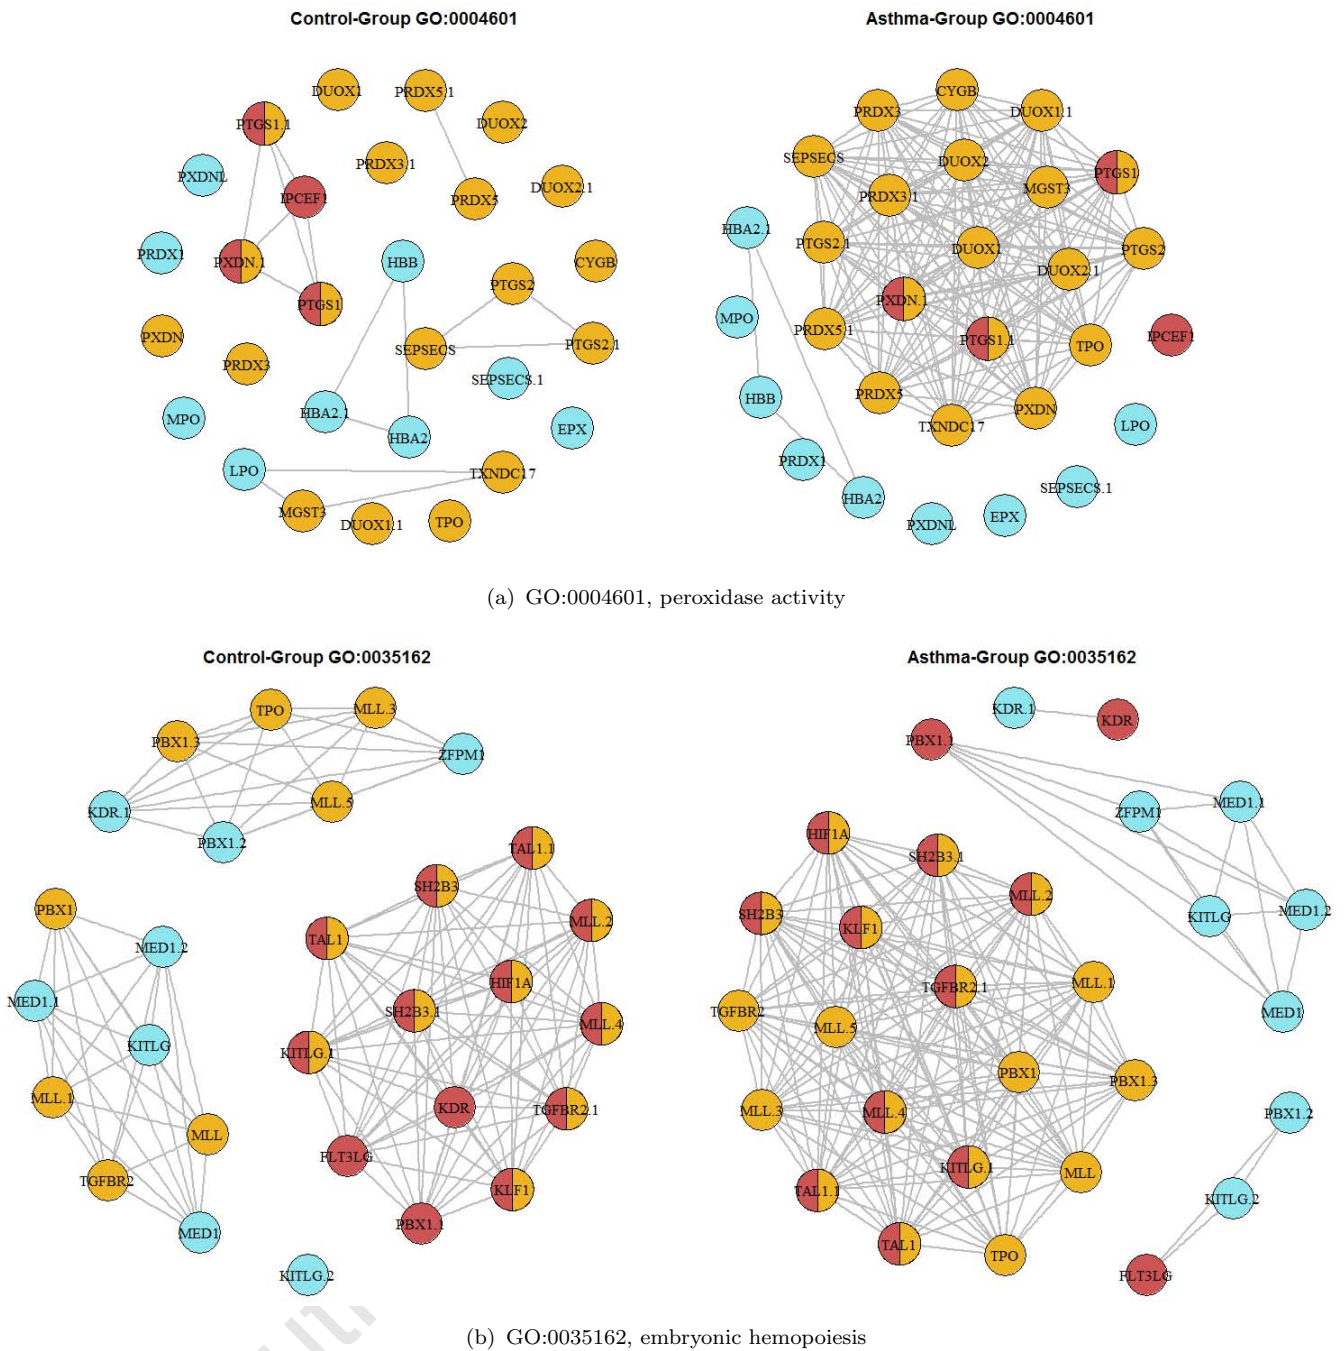 Control-Group GO:0004601
Asthma-Group GO:0004601
DUOX1
PRDX5.1
PTGS1.1
DUOX2
PRDX3.1
PXDNL
IPCEF1
PRDX5
DUOX2.1
PRDX1
PXDN.1
HBB
CYGB
PTGS1
PTGS2
PXDN
SEPSECS
PTGS2.1
PRDX3
SEPSECS.1
MPO
HBA2.1
HBA2
EPX
LPO
TXNDC17
MGST3
DUOX1.1
TPO
CYGB
PRDX3
DUOX1.1
SEPSECS
DUOX2
PTGS1
MGST3
PRDX3.1
HBA2.1
PTGS2.1
DUOX1
PTGS2
DUOX2.1
PXDN.1
MPO
PRDX5.1
PTGS1.1
TPO
IPCEF1
HBB
PRDX5
PXDN
TXNDC17
LPO
PRDX1
HBA2
SEPSECS.1
PXDNL
EPX
(a) GO:0004601, peroxidase activity
Control-Group GO:0035162
Asthma-Group GO:0035162
TPO
MLL.3
PBX1.3
ZFPM1
KDR.1
MLL.5
PBX1.2
TAL1.1
SH2B3
PBX1
MLL.2
MED1.2
TAL1
HIF1A
MED1.1
SH2B3.1
MLL.4
KITLG
KITLG.1
MLL.1
KDR
TGFBR2.1
MLL
FLT3LG
TGFBR2
KLF1
MED1
PBX1.1
KITLG.2
KDR.1
KDR
PBX1.1
MED1.1
ZFPM1
HIF1A
SH2B3.1
MLL.2
SH2B3
KLF1
KITLG
MED1.2
TGFBR2.1
MLL.1
TGFBR2
MLL.5
MED1
PBX1
PBX1.3
MLL.3
MLL.4
PBX1.2
KITLG.1
MLL
TAL1.1
KITLG.2
TAL1
TPO
FLT3LG
(b) GO:0035162, embryonic hemopoiesis